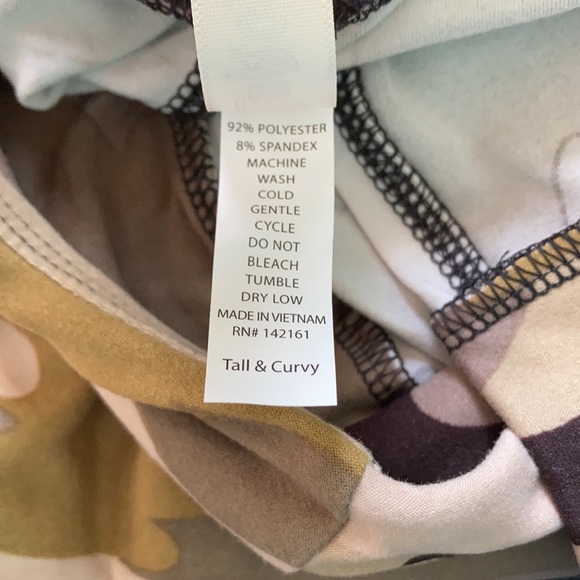 92% POLYESTER
8% SPANDEX
MACHINE
WASH
COLD
GENTLE
CYCLE
DO NOT
BLEACH
TUMBLE
DRY LOW
MADE IN VIETNAM
RN# 142161
Tall & Curvy